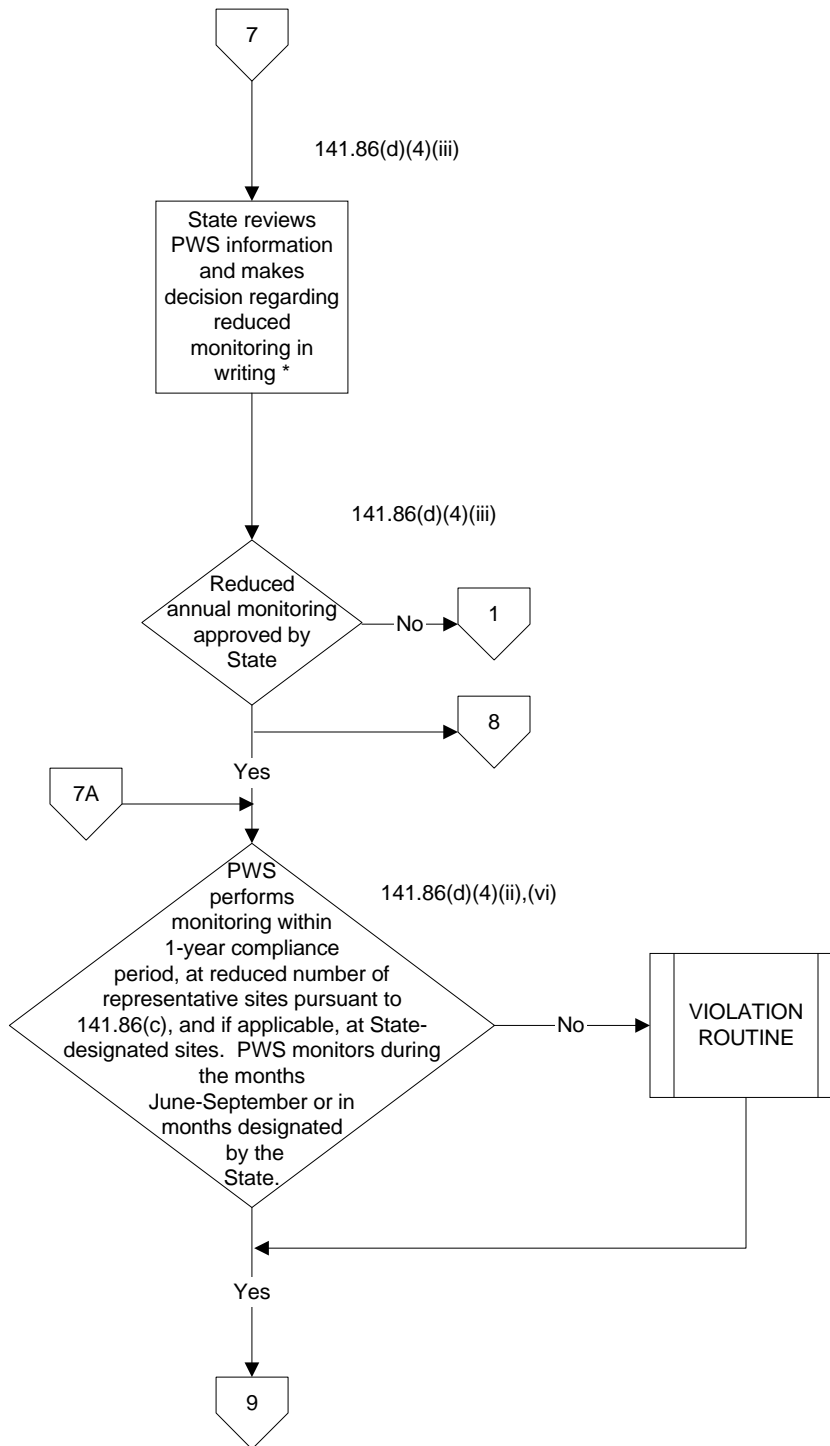 7
141.86(d)(4)(iii)
State reviews
PWS information
and makes
decision regarding
reduced
monitoring in
writing *
141.86(d)(4)(iii)
Reduced
annual monitoring
approved by
State
No
1
8
Yes
7A
PWS
performs
monitoring within
1-year compliance
period, at reduced number of
representative sites pursuant to
141.86(c), and if applicable, at State-
designated sites.  PWS monitors during
the months
June-September or in
months designated
by the
State.
141.86(d)(4)(ii),(vi)
No
VIOLATION
ROUTINE
Yes
9